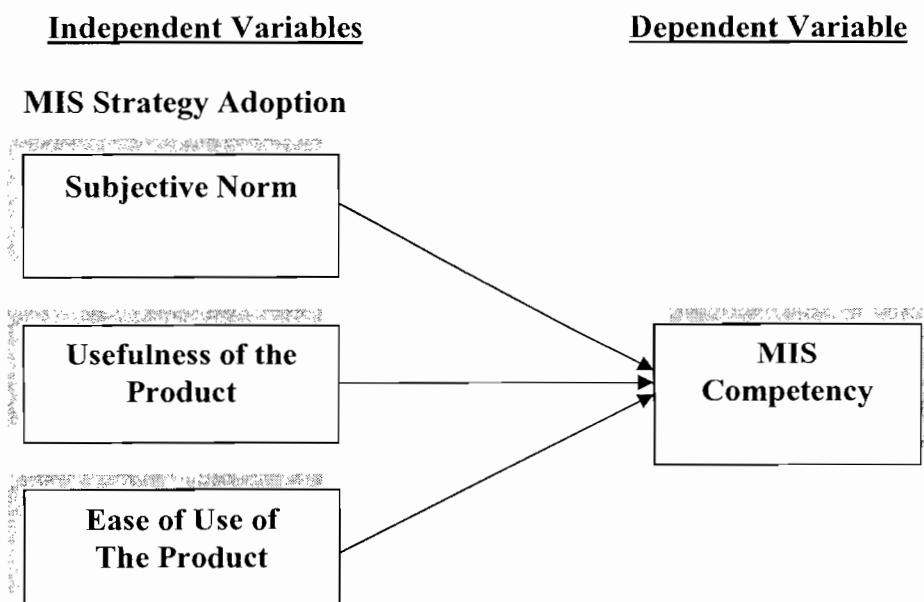 Independent Variables
Dependent Variable
MIS Strategy Adoption
Subjective Norm
Usefulness of the
Product
MIS
Competency
Ease of Use of
The Product